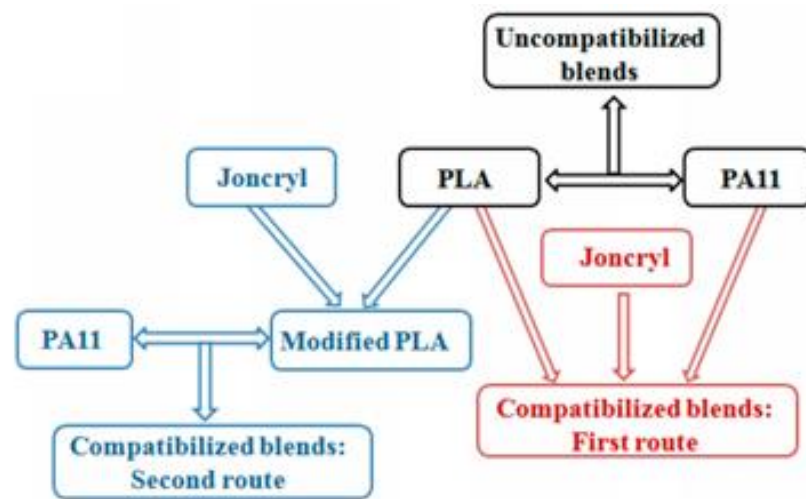 Uncompatibilized
blends
Joncryl
PLA
PA11
Joncryl
PA11
Modified PLA
Compatibilized blends:
First route
Compatibilized blends:
Second route